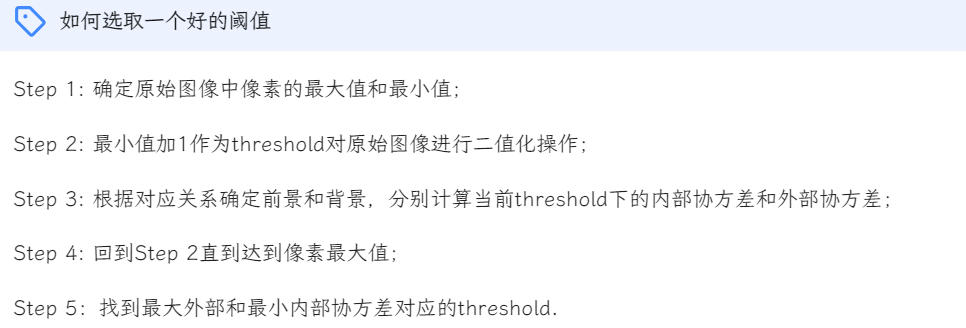 如何选取一个好的阈值
Step 1: 确定原始图像中像素的最大值和最小值;
Step 2: 最小值加1作为threshold对原始图像进行二值化操作;
Step 3: 根据对应关系确定前景和背景，分别计算当前threshold下的内部协方差和外部协方差;
Step 4: 回到Step 2直到达到像素最大值;
Step 5: 找到最大外部和最小内部协方差对应的threshold.